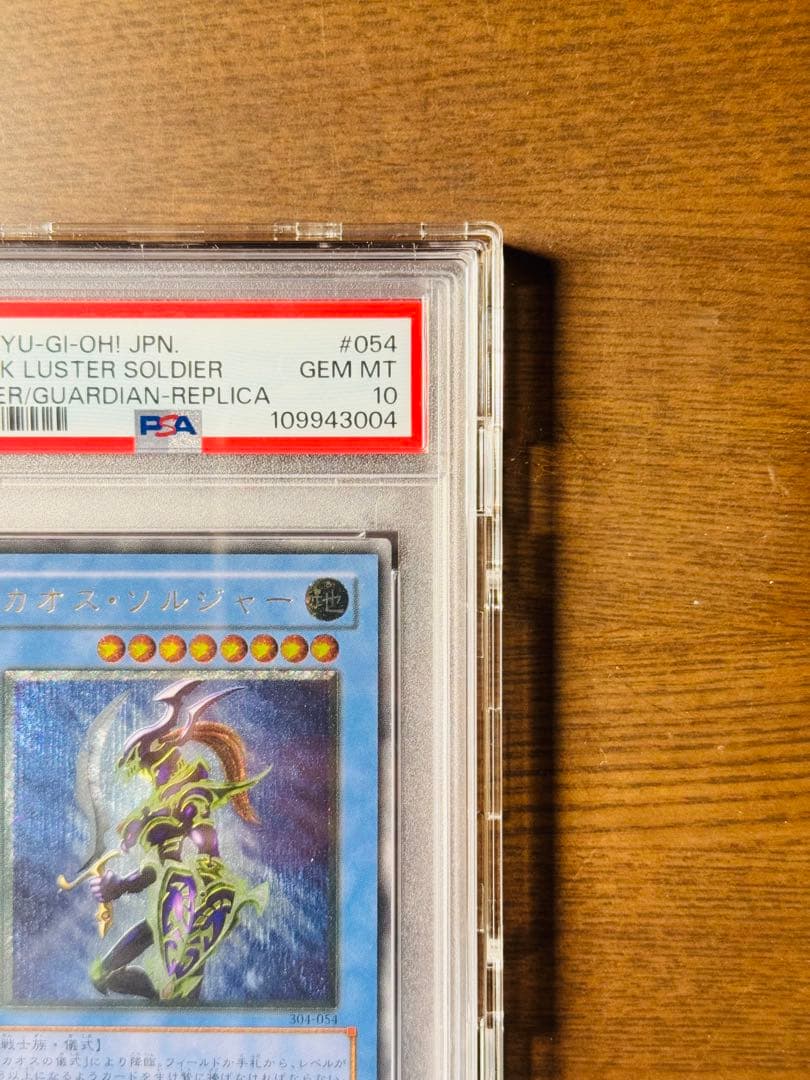 YU-GI-OH! JPN. #054
K LUSTER SOLDIER GEM MT
ER/GUARDIAN-REPLICA 10
PSA 109943004
カオス・ソルジャー 地
304-054
戦士族・儀式】
カオスの儀式」により降臨。フィールドか手札から、レベルが